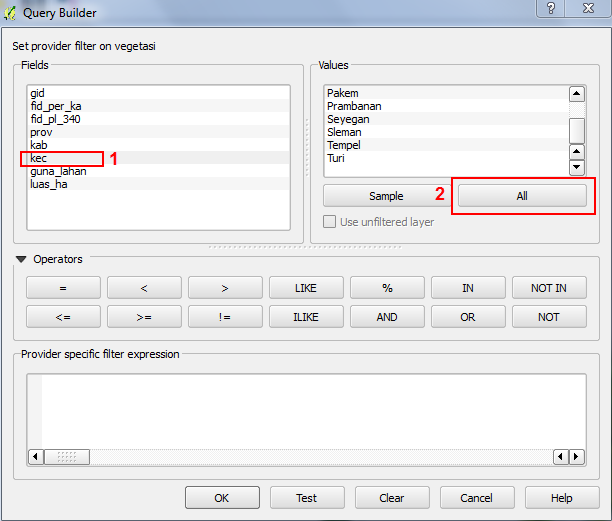 Query Builder
Set provider filter on vegetasi
Fields
gid
fid_per_ka
fid_pl_340
prov
kab
kec
1
guna_lahan
luas_ha
Values
Pakem
Prambanan
Seyegan
Sleman
Tempel
Turi
Sample
2
All
Use unfiltered layer
Operators
= < > LIKE % IN NOT IN
<= >= != ILIKE AND OR NOT
Provider specific filter expression
OK Test Clear Cancel Help